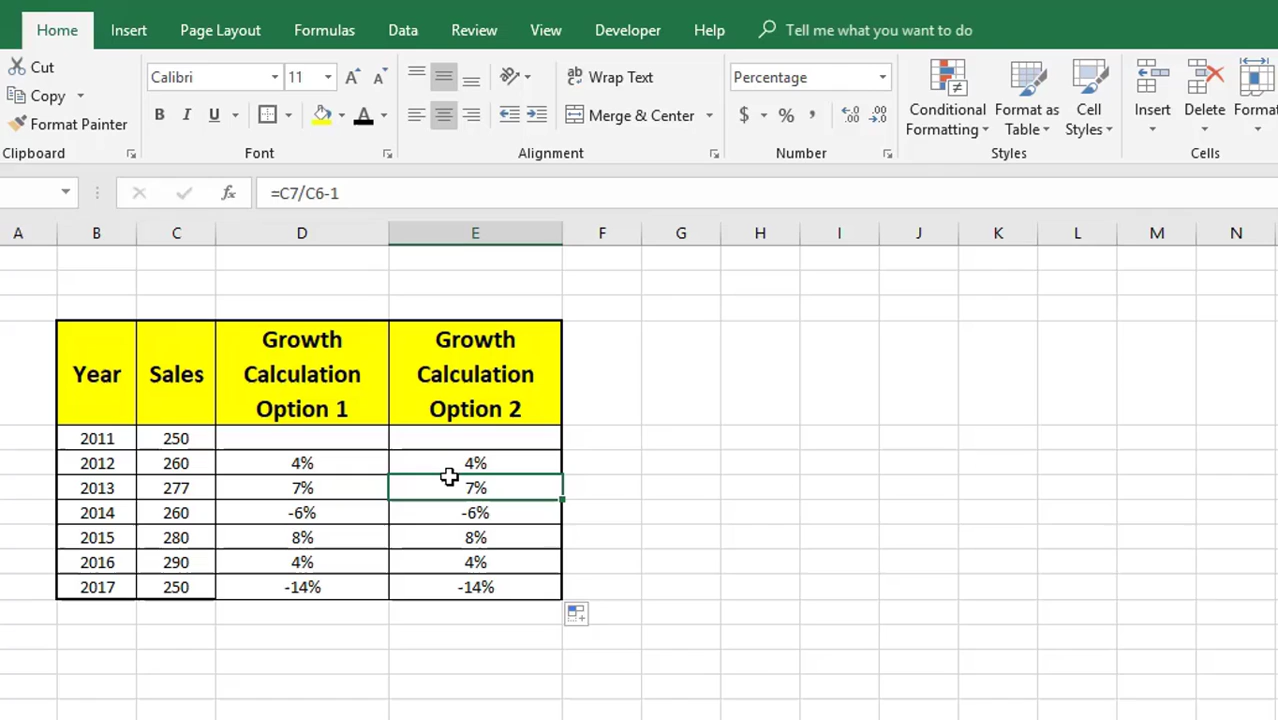 Home Insert Page Layout Formulas Data Review View Developer Help Tell me what you want to do
Cut
Copy
Format Painter
Clipboard
Calibri 11 A A
B I U A
Font
ab Wrap Text
Merge & Center
Alignment
Percentage
$ % , .00
Number
Conditional Formatting
Format as Table
Cell Styles
Styles
Insert Delete Forma
Cells
fx =C7/C6-1
A B C D E F G H I J K L M N
Year Sales Growth Calculation Option 1 Growth Calculation Option 2
2011 250
2012 260 4% 4%
2013 277 7% 7%
2014 260 -6% -6%
2015 280 8% 8%
2016 290 4% 4%
2017 250 -14% -14%